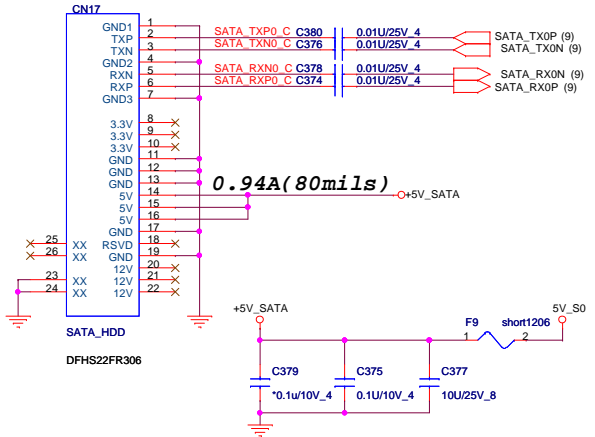 CN17
GND1 1
TXP 2 SATA_TXP0_C C380 0.01U/25V_4 SATA_TX0P (9)
TXN 3 SATA_TXN0_C C376 0.01U/25V_4 SATA_TX0N (9)
GND2 4
RXN 5 SATA_RXN0_C C378 0.01U/25V_4 SATA_RX0N (9)
RXP 6 SATA_RXP0_C C374 0.01U/25V_4 SATA_RX0P (9)
GND3 7
3.3V 8
3.3V 9
3.3V 10
GND 11
GND 12
GND 13
0.94A(80mils)
5V 14 +5V_SATA
5V 15
5V 16
GND 17
25 XX RSVD 18
26 XX GND 19
12V 20
23 XX 12V 21
24 XX 12V 22
SATA_HDD
DFHS22FR306
+5V_SATA
F9 short1206 5V_S0
1 2
C379 C375 C377
*0.1u/10V_4 0.1U/10V_4 10U/25V_8